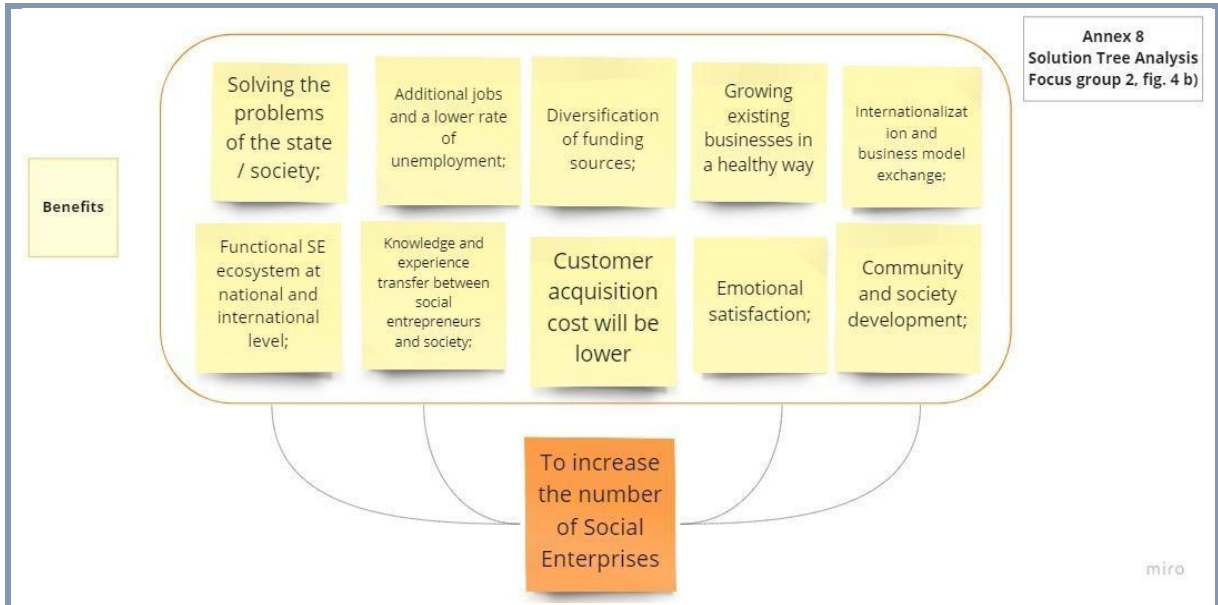 Annex 8
Solution Tree Analysis
Focus group 2, fig. 4 b)
Benefits
Solving the
problems
of the state
/ society;
Additional jobs
and a lower rate
of
unemployment;
Diversification
of funding
sources;
Growing
existing
businesses in
a healthy way
Internationalizat
ion and
business model
exchange;
Functional SE
ecosystem at
national and
international
level;
Knowledge and
experience
transfer between
social
entrepreneurs
and society;
Customer
acquisition
cost will be
lower
Emotional
satisfaction;
Community
and society
development;
To increase
the number
of Social
Enterprises
miro